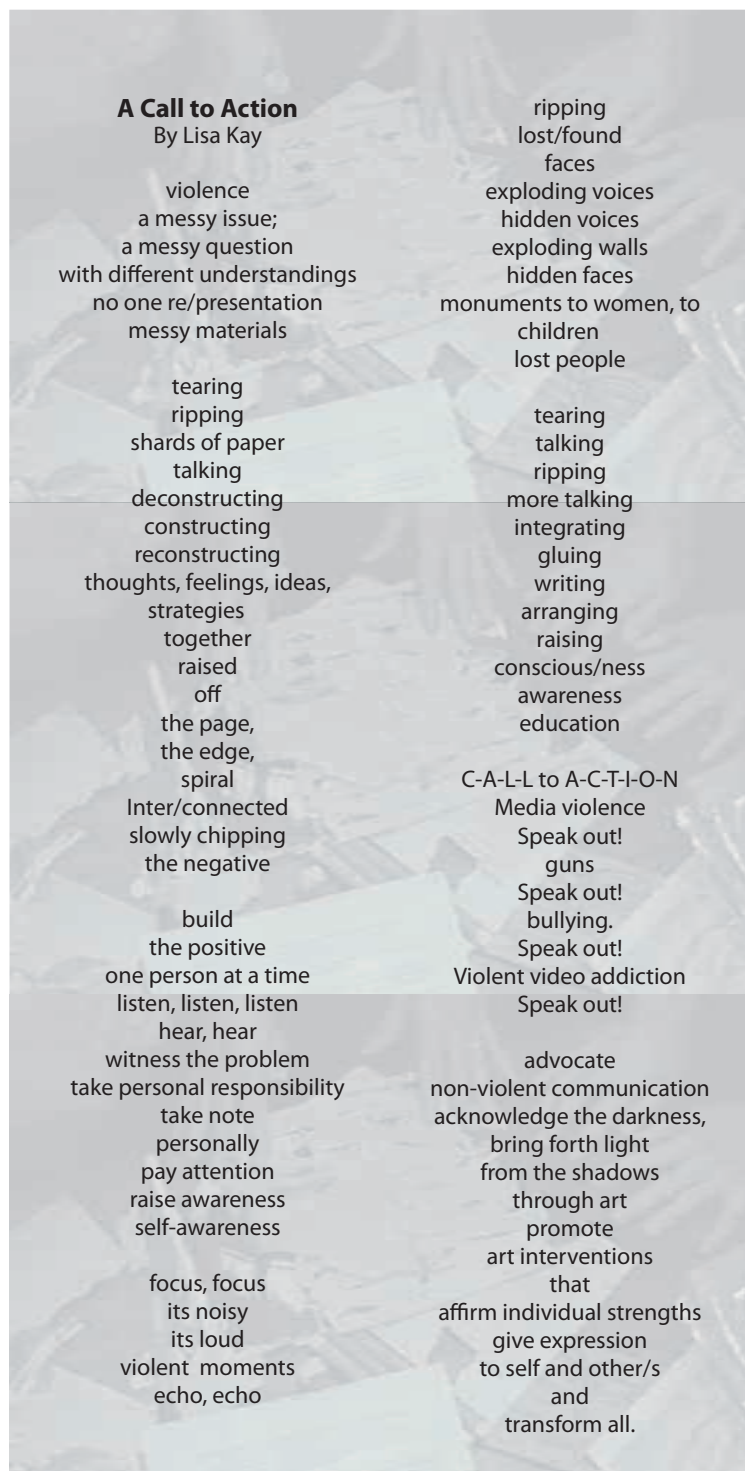 A Call to Action
By Lisa Kay
violence
a messy issue;
a messy question
with different understandings
no one re/presentation
messy materials
tearing
ripping
shards of paper
talking
deconstructing
constructing
reconstructing
thoughts, feelings, ideas,
strategies
together
raised
off
the page,
the edge,
spiral
Inter/connected
slowly chipping
the negative
build
the positive
one person at a time
listen, listen, listen
hear, hear
witness the problem
take personal responsibility
take note
personally
pay attention
raise awareness
self-awareness
focus, focus
its noisy
its loud
violent  moments
echo, echo
ripping
lost/found
faces
exploding voices
hidden voices
exploding walls
hidden faces
monuments to women, to
children
lost people
tearing
talking
ripping
more talking
integrating
gluing
writing
arranging
raising
conscious/ness
awareness
education
C-A-L-L to A-C-T-I-O-N
Media violence
Speak out!
guns
Speak out!
bullying.
Speak out!
Violent video addiction
Speak out!
advocate
non-violent communication
acknowledge the darkness,
bring forth light
from the shadows
through art
promote
art interventions
that
affirm individual strengths
give expression
to self and other/s
and
transform all.